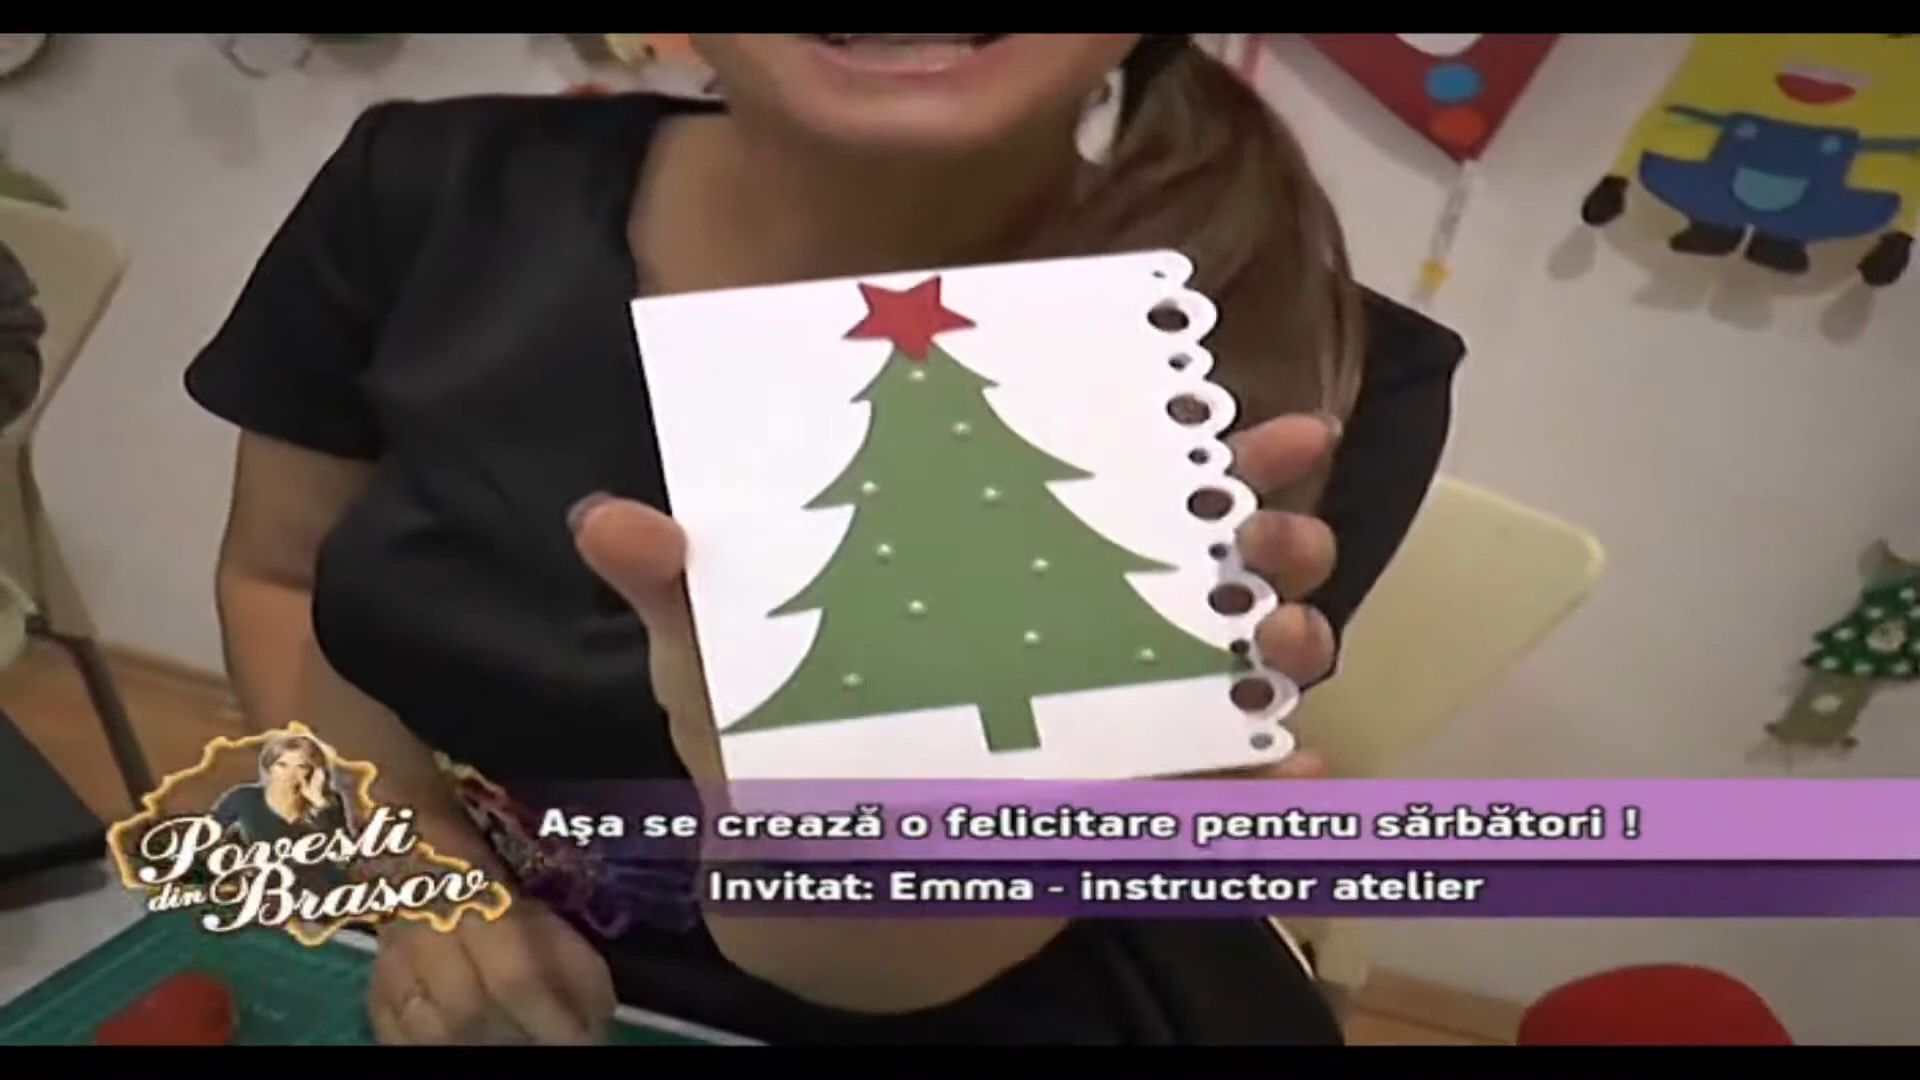 Aşa se crează o felicitare pentru sărbători !
Invitat: Emma - instructor atelier
Povesti
din Brasov